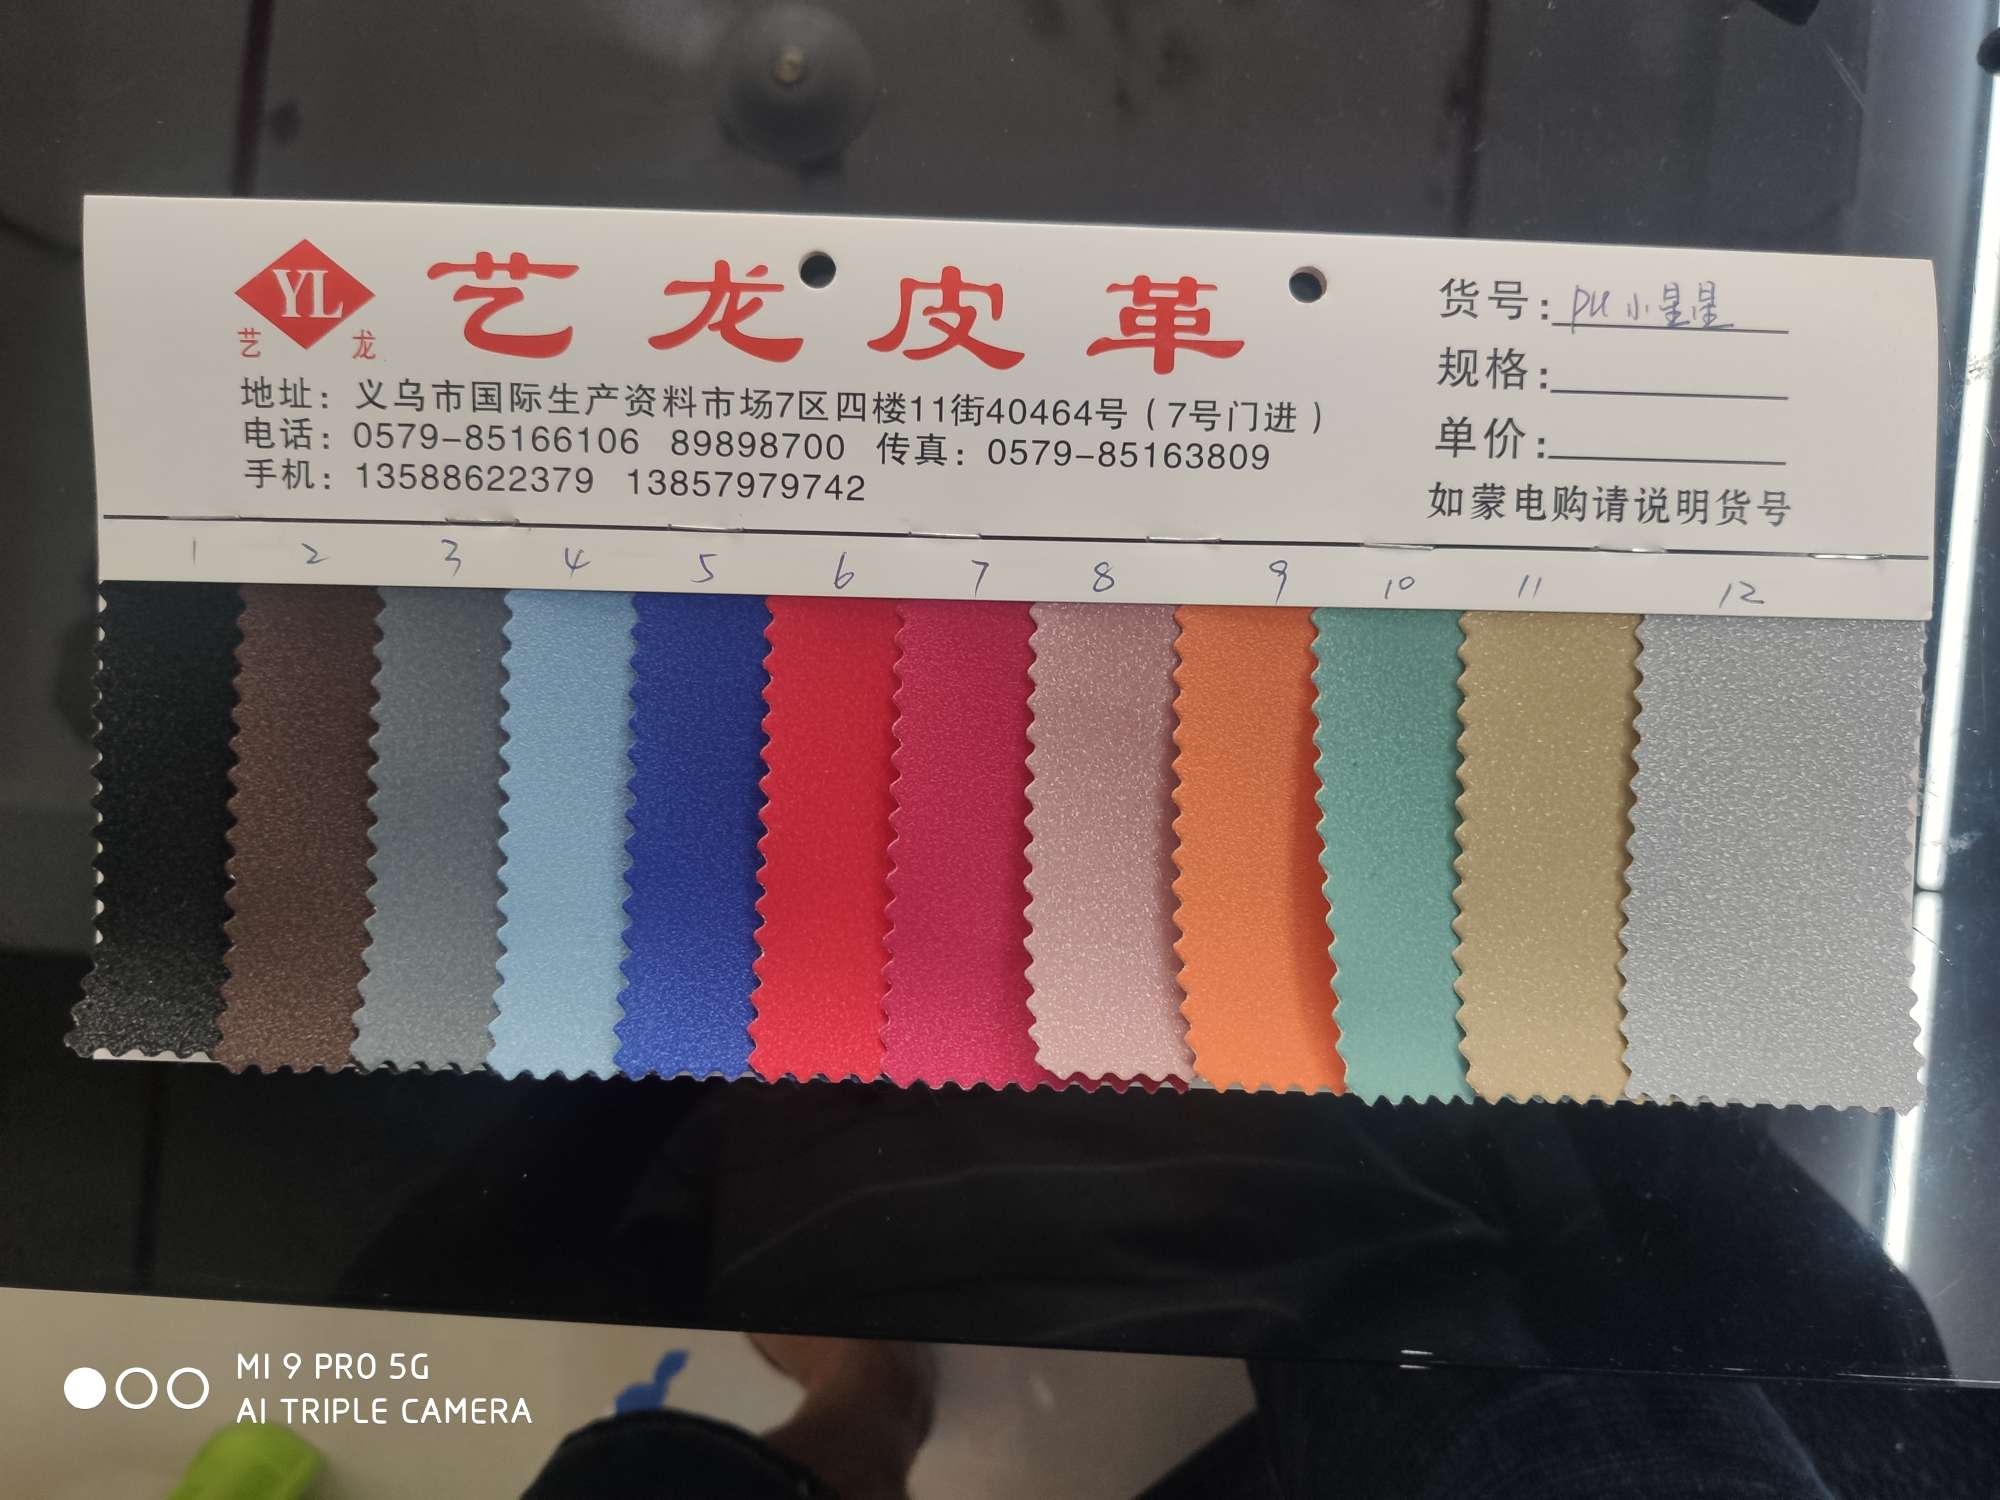 YL
艺 龙
艺龙皮革
地址：义乌市国际生产资料市场7区四楼11街40464号（7号门进）
电话：0579-85166106 89898700 传真：0579-85163809
手机：13588622379 13857979742
货号：PU小星星
规格：
单价：
如蒙电购请说明货号
1 2 3 4 5 6 7 8 9 10 11 12
MI 9 PRO 5G
AI TRIPLE CAMERA